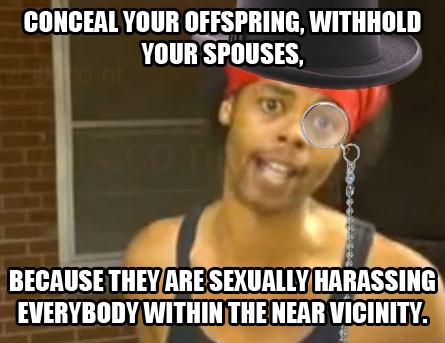 CONCEAL YOUR OFFSPRING, WITHHOLD
YOUR SPOUSES,
BECAUSE THEY ARE SEXUALLY HARASSING
EVERYBODY WITHIN THE NEAR VICINITY.